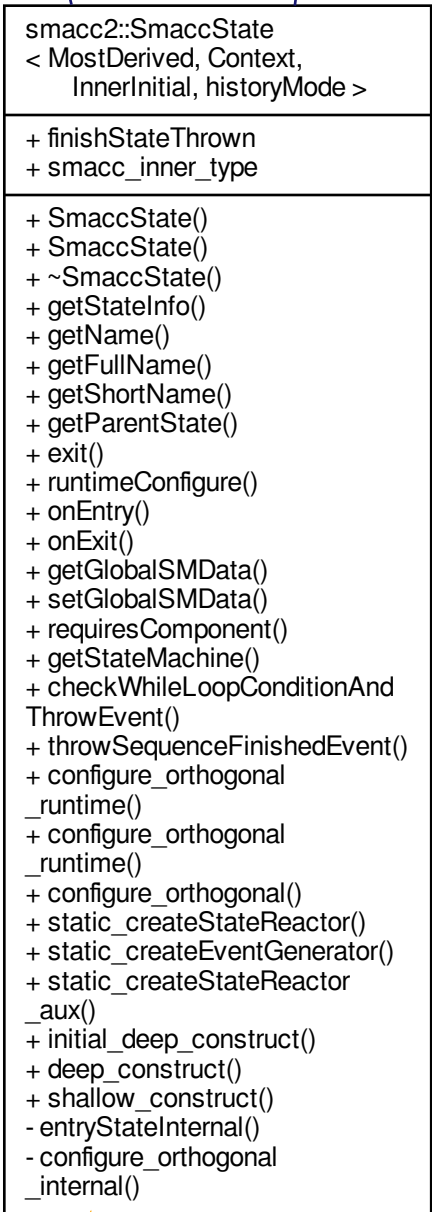 smacc2::SmaccState
< MostDerived, Context,
InnerInitial, historyMode >
+ finishStateThrown
+ smacc_inner_type
+ SmaccState()
+ SmaccState()
+ ~SmaccState()
+ getStateInfo()
+ getName()
+ getFullName()
+ getShortName()
+ getParentState()
+ exit()
+ runtimeConfigure()
+ onEntry()
+ onExit()
+ getGlobalSMData()
+ setGlobalSMData()
+ requiresComponent()
+ getStateMachine()
+ checkWhileLoopConditionAnd
ThrowEvent()
+ throwSequenceFinishedEvent()
+ configure_orthogonal
_runtime()
+ configure_orthogonal
_runtime()
+ configure_orthogonal()
+ static_createStateReactor()
+ static_createEventGenerator()
+ static_createStateReactor
_aux()
+ initial_deep_construct()
+ deep_construct()
+ shallow_construct()
- entryStateInternal()
- configure_orthogonal
_internal()